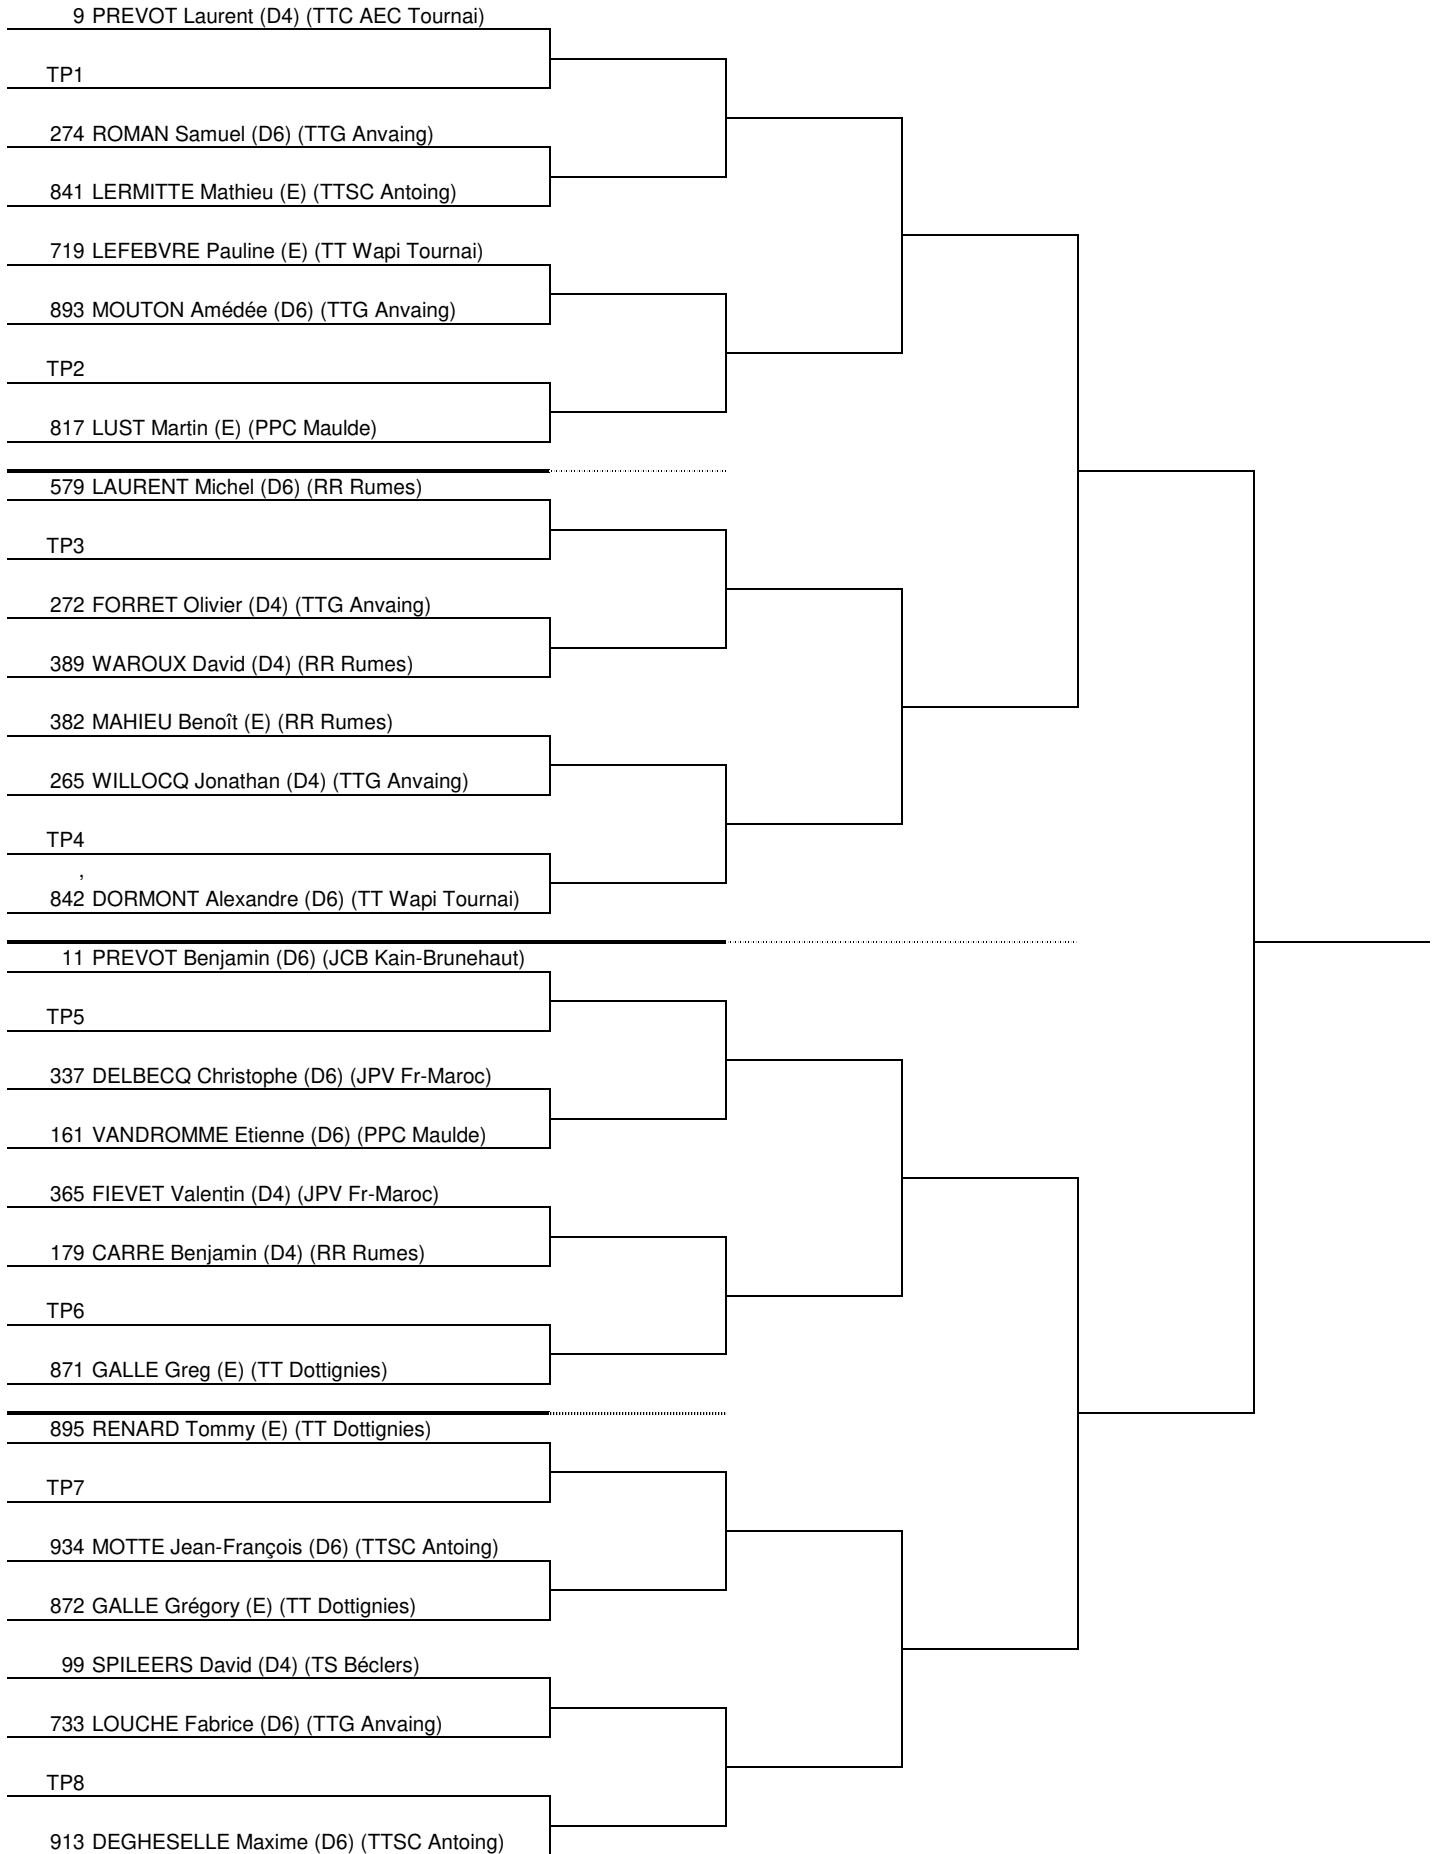 9 PREVOT Laurent (D4) (TTC AEC Tournai)
TP1
274 ROMAN Samuel (D6) (TTG Anvaing)
841 LERMITTE Mathieu (E) (TTSC Antoing)
719 LEFEBVRE Pauline (E) (TT Wapi Tournai)
893 MOUTON Amédée (D6) (TTG Anvaing)
TP2
817 LUST Martin (E) (PPC Maulde)
579 LAURENT Michel (D6) (RR Rumes)
TP3
272 FORRET Olivier (D4) (TTG Anvaing)
389 WAROUX David (D4) (RR Rumes)
382 MAHIEU Benoît (E) (RR Rumes)
265 WILLOCQ Jonathan (D4) (TTG Anvaing)
TP4
,
842 DORMONT Alexandre (D6) (TT Wapi Tournai)
11 PREVOT Benjamin (D6) (JCB Kain-Brunehaut)
TP5
337 DELBECQ Christophe (D6) (JPV Fr-Maroc)
161 VANDROMME Etienne (D6) (PPC Maulde)
365 FIEVET Valentin (D4) (JPV Fr-Maroc)
179 CARRE Benjamin (D4) (RR Rumes)
TP6
871 GALLE Greg (E) (TT Dottignies)
895 RENARD Tommy (E) (TT Dottignies)
TP7
934 MOTTE Jean-François (D6) (TTSC Antoing)
872 GALLE Grégory (E) (TT Dottignies)
99 SPILEERS David (D4) (TS Béclers)
733 LOUCHE Fabrice (D6) (TTG Anvaing)
TP8
913 DEGHESELLE Maxime (D6) (TTSC Antoing)